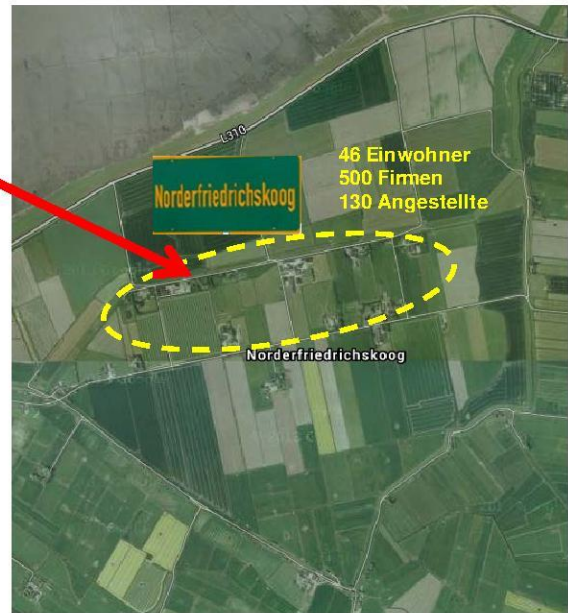 L310
Norderfriedrichskoog
46 Einwohner
500 Firmen
130 Angestellte
Norderfriedrichskoog